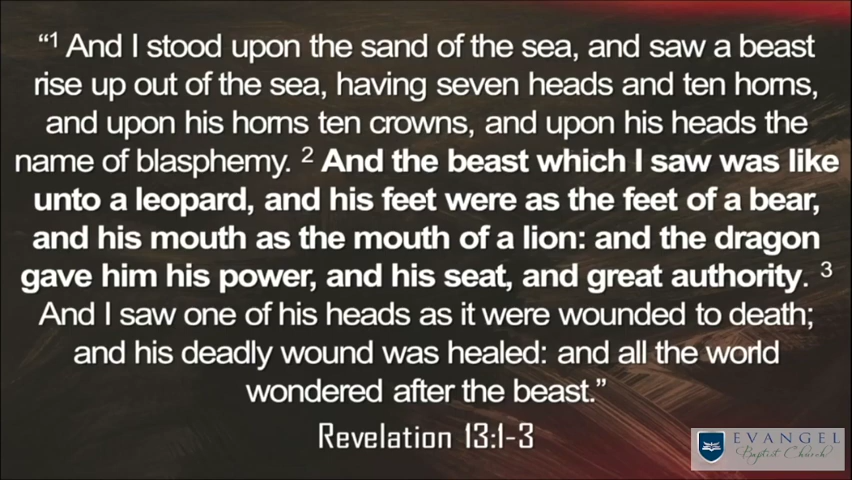 “¹ And I stood upon the sand of the sea, and saw a beast
rise up out of the sea, having seven heads and ten horns,
and upon his horns ten crowns, and upon his heads the
name of blasphemy. ² And the beast which I saw was like
unto a leopard, and his feet were as the feet of a bear,
and his mouth as the mouth of a lion: and the dragon
gave him his power, and his seat, and great authority. ³
And I saw one of his heads as it were wounded to death;
and his deadly wound was healed: and all the world
wondered after the beast.”
Revelation 13:1-3
EVANGEL
Baptist Church